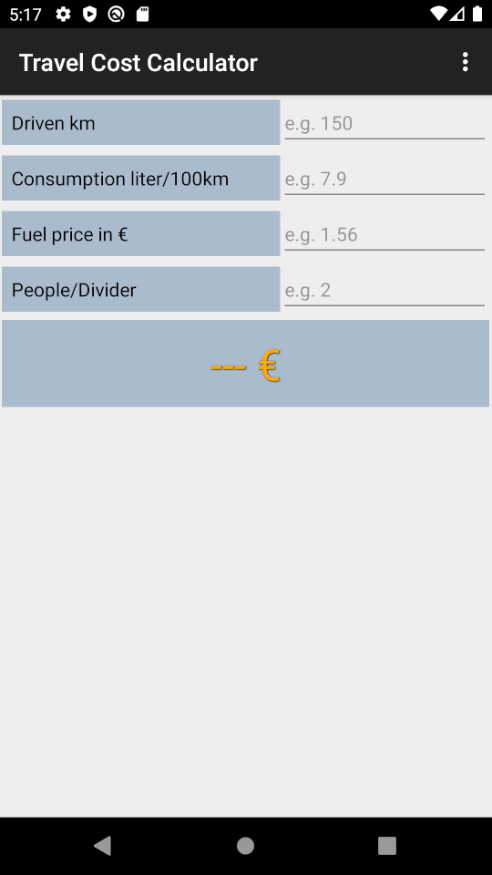 5:17
Travel Cost Calculator
Driven km e.g. 150
Consumption liter/100km e.g. 7.9
Fuel price in € e.g. 1.56
People/Divider e.g. 2
--- €